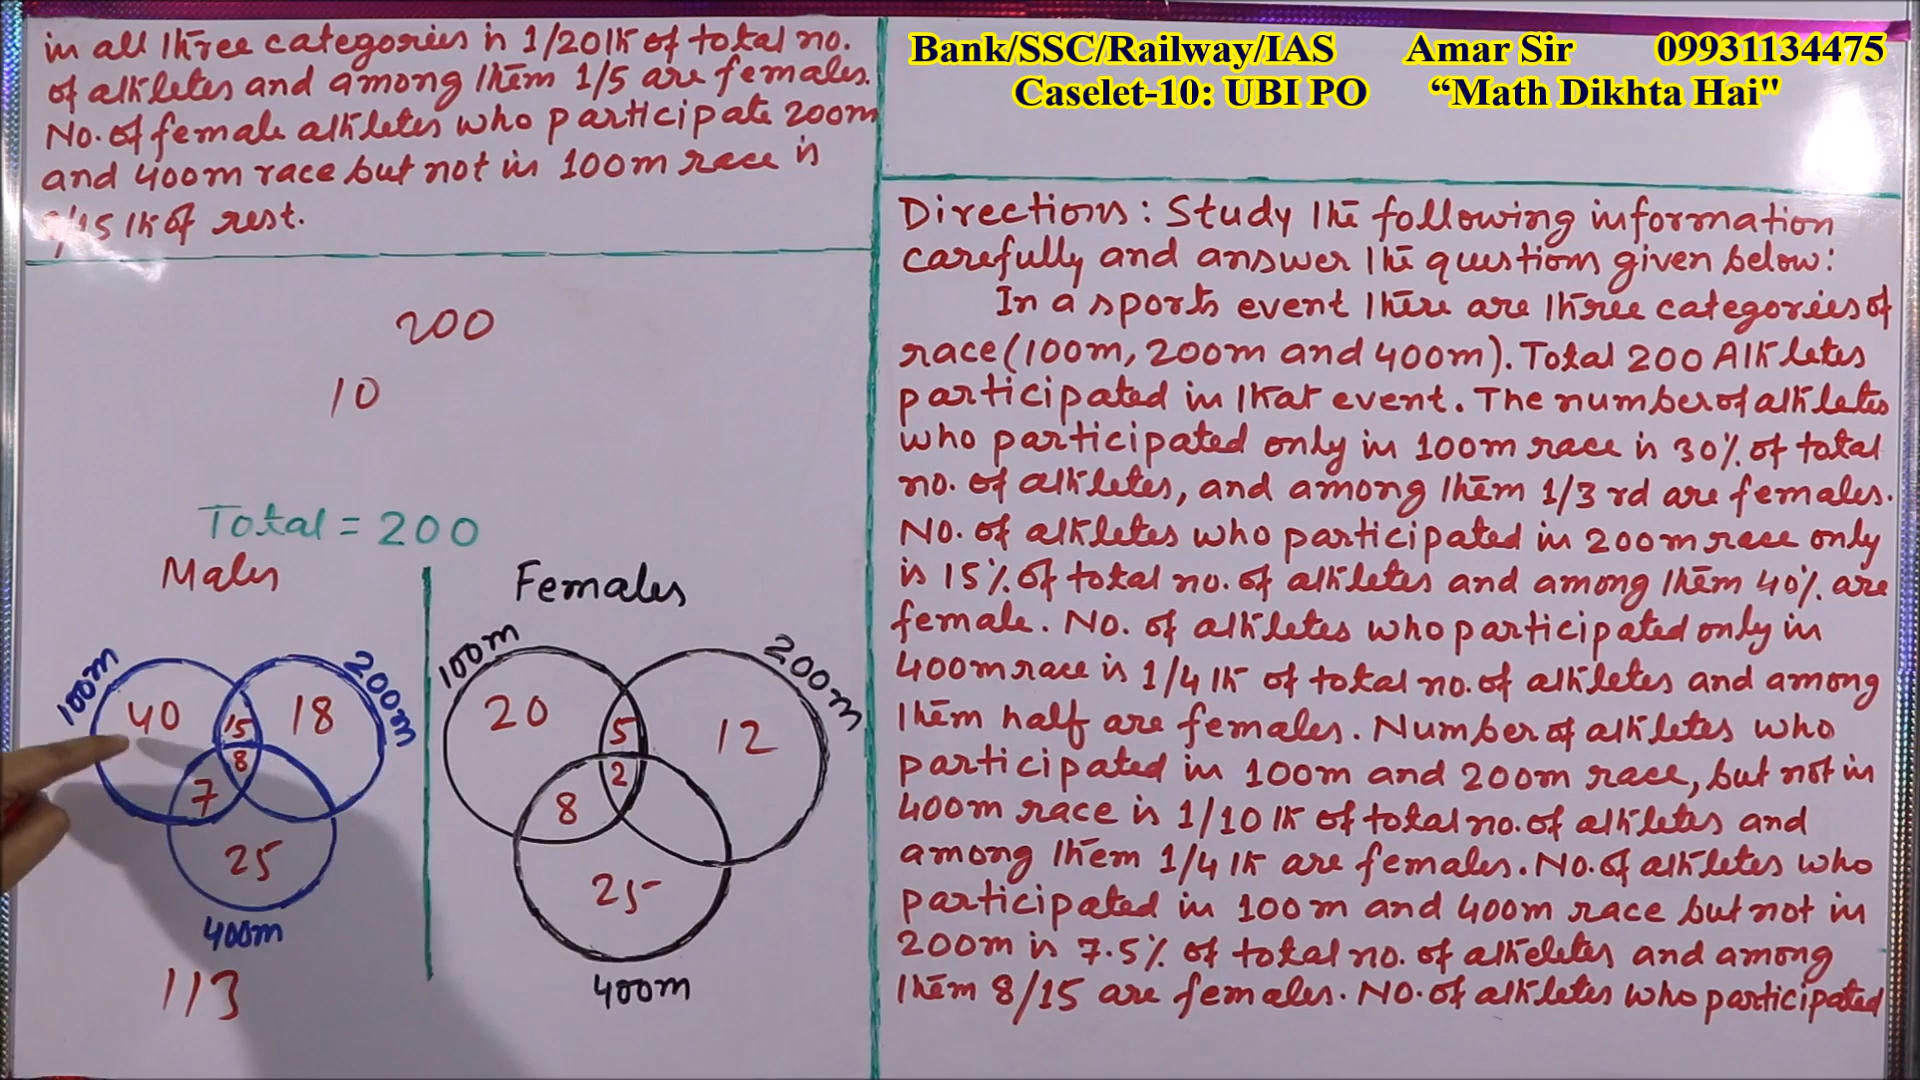 Bank/SSC/Railway/IAS Amar Sir 09931134475
Caselet-10: UBI PO “Math Dikhta Hai"
in all three categories is 1/20th of total no.
of athletes and among them 1/5 are females.
No. of female athletes who participate 200m
and 400m race but not in 100m race is
/15 th of rest.
200
10
Total = 200
Males
Females
100m
200m
40
15
18
8
7
25
400m
113
100m
200m
20
5
12
2
8
25
400m
Directions: Study the following information
carefully and answer the questions given below:
In a sports event there are three categories of
race(100m, 200m and 400m). Total 200 Athletes
participated in that event. The number of athletes
who participated only in 100m race is 30% of total
no. of athletes, and among them 1/3 rd are females.
No. of athletes who participated in 200m race only
is 15% of total no. of athletes and among them 40% are
female. No. of athletes who participated only in
400m race is 1/4 th of total no. of athletes and among
them half are females. Number of athletes who
participated in 100m and 200m race, but not in
400m race is 1/10 th of total no. of athletes and
among them 1/4 th are females. No. of athletes who
participated in 100m and 400m race but not in
200m is 7.5% of total no. of atheletes and among
them 8/15 are females. No. of athletes who participated